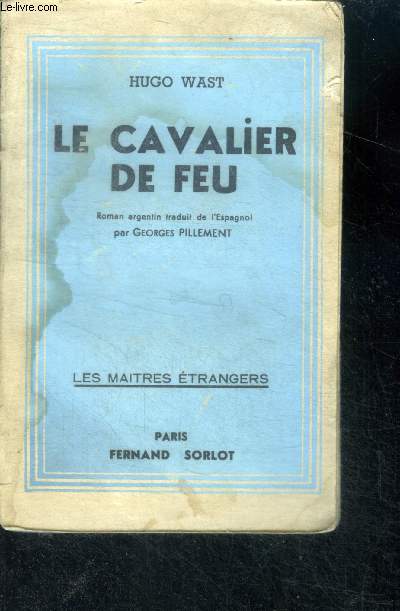 Le-livre.com
HUGO WAST
LE CAVALIER
DE FEU
Roman argentin traduit de l'Espagnol
par GEORGES PILLEMENT
LES MAITRES ÉTRANGERS
PARIS
FERNAND SORLOT